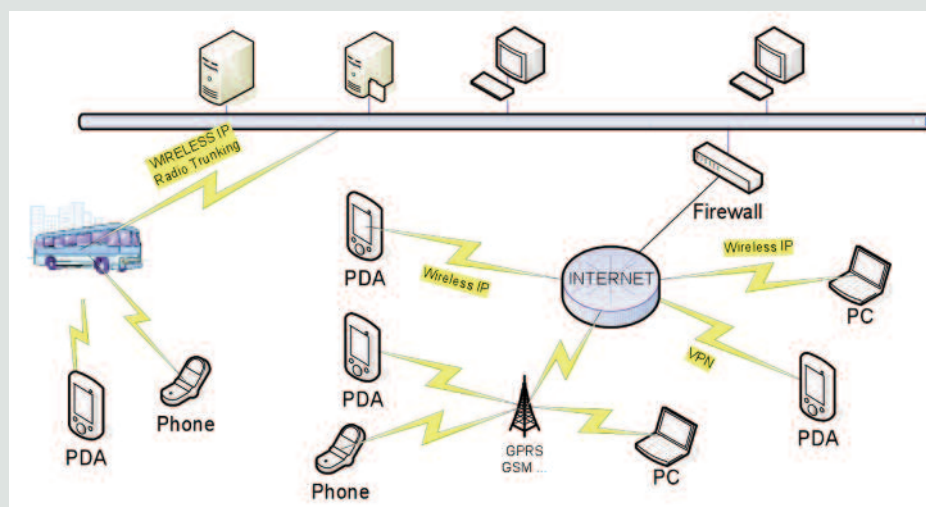 WIRELESS IP
Radio Trunking
Firewall
Wireless IP
INTERNET
PDA
Wireless IP
PC
VPN
PDA
Phone
PDA
PDA
GPRS
GSM ...
Phone
PC
PDA